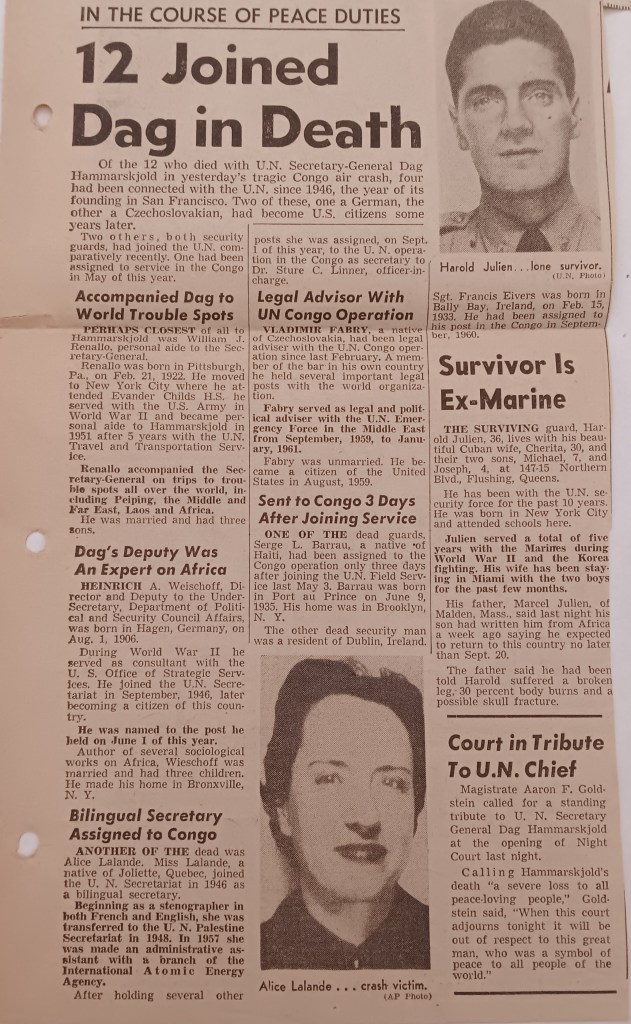 IN THE COURSE OF PEACE DUTIES
12 Joined
Dag in Death
Of the 12 who died with U.N. Secretary-General Dag
Hammarskjold in yesterday's tragic Congo air crash, four
had been connected with the U.N. since 1946, the year of its
founding in San Francisco. Two of these, one a German, the
other a Czechoslovakian, had become U.S. citizens some
years later.
Two others, both security
guards, had joined the U.N. com-
paratively recently. One had been
assigned to service in the Congo
in May of this year.
Accompanied Dag to
World Trouble Spots
PERHAPS CLOSEST of all to
Hammarskjold was William J.
Renallo, personal aide to the Sec-
retary-General.
Renallo was born in Pittsburgh,
Pa., on Feb. 21, 1922. He moved
to New York City where he at-
tended Evander Childs H.S. he
served with the U.S. Army in
World War II and became per-
sonal aide to Hammarskjold in
1951 after 5 years with the U.N.
Travel and Transportation Serv-
ice.
Renallo accompanied the Sec-
retary-General on trips to trou-
ble spots all over the world, in-
cluding Peiping, the Middle and
Far East, Laos and Africa.
He was married and had three
sons.
Dag's Deputy Was
An Expert on Africa
HEINRICH A. Weischoff, Di-
rector and Deputy to the Under-
Secretary, Department of Politi-
cal and Security Council Affairs,
was born in Hagen, Germany, on
Aug. 1, 1906.
During World War II he
served as consultant with the
U. S. Office of Strategic Serv-
ices. He joined the U.N. Secre-
tariat in September, 1946, later
becoming a citizen of this coun-
try.
He was named to the post he
held on June 1 of this year.
Author of several sociological
works on Africa, Wieschoff was
married and had three children.
He made his home in Bronxville,
N. Y.
Bilingual Secretary
Assigned to Congo
ANOTHER OF THE dead was
Alice Lalande. Miss Lalande, a
native of Joliette, Quebec, joined
the U. N. Secretariat in 1946 as
a bilingual secretary.
Beginning as a stenographer in
both French and English, she was
transferred to the U. N. Palestine
Secretariat in 1948. In 1957 she
was made an administrative as-
sistant with a branch of the
International Atomic Energy
Agency.
After holding several other
posts she was assigned, on Sept.
1 of this year, to the U. N. opera-
tion in the Congo as secretary to
Dr. Sture C. Linner, officer-in-
charge.
Legal Advisor With
UN Congo Operation
VLADIMIR FABRY, a native
of Czechoslovakia, had been legal
adviser with the U.N. Congo oper-
ation since last February. A mem-
ber of the bar in his own country
he held several important legal
posts with the world organiza-
tion.
Fabry served as legal and polit-
ical adviser with the U.N. Emer-
gency Force in the Middle East
from September, 1959, to Janu-
ary, 1961.
Fabry was unmarried. He be-
came a citizen of the United
States in August, 1959.
Sent to Congo 3 Days
After Joining Service
ONE OF THE dead guards,
Serge L. Barrau, a native of
Haiti, had been assigned to the
Congo operation only three days
after joining the U.N. Field Serv-
ice last May 3. Barrau was born in
Port au Prince on June 9,
1935. His home was in Brooklyn,
N. Y.
The other dead security man
was a resident of Dublin, Ireland.
Alice Lalande ... crash victim.
(AP Photo)
Harold Julien...lone survivor.
(U.N. Photo)
Sgt. Francis Eivers was born in
Bally Bay, Ireland, on Feb. 15,
1933. He had been assigned to
his post in the Congo in Septem-
ber, 1960.
Survivor Is
Ex-Marine
THE SURVIVING guard, Har-
old Julien, 36, lives with his beau-
tiful Cuban wife, Cherita, 30, and
their two sons, Michael, 7, and
Joseph, 4, at 147-15 Northern
Blvd., Flushing, Queens.
He has been with the U.N. se-
curity force for the past 10 years.
He was born in New York City
and attended schools here.
Julien served a total of five
years with the Marines during
World War II and the Korea
fighting. His wife has been stay-
ing in Miami with the two boys
for the past few months.
His father, Marcel Julien, of
Malden, Mass., said last night his
son had written him from Africa
a week ago saying he expected
to return to this country no later
than Sept. 20.
The father said he had been
told Harold suffered a broken
leg, 30 percent body burns and a
possible skull fracture.
Court in Tribute
To U.N. Chief
Magistrate Aaron F. Gold-
stein called for a standing
tribute to U. N. Secretary
General Dag Hammarskjold
at the opening of Night
Court last night.
Calling Hammarskjold's
death "a severe loss to all
peace-loving people," Gold-
stein said, "When this court
adjourns tonight it will be
out of respect to this great
man, who was a symbol of
peace to all people of the
world."